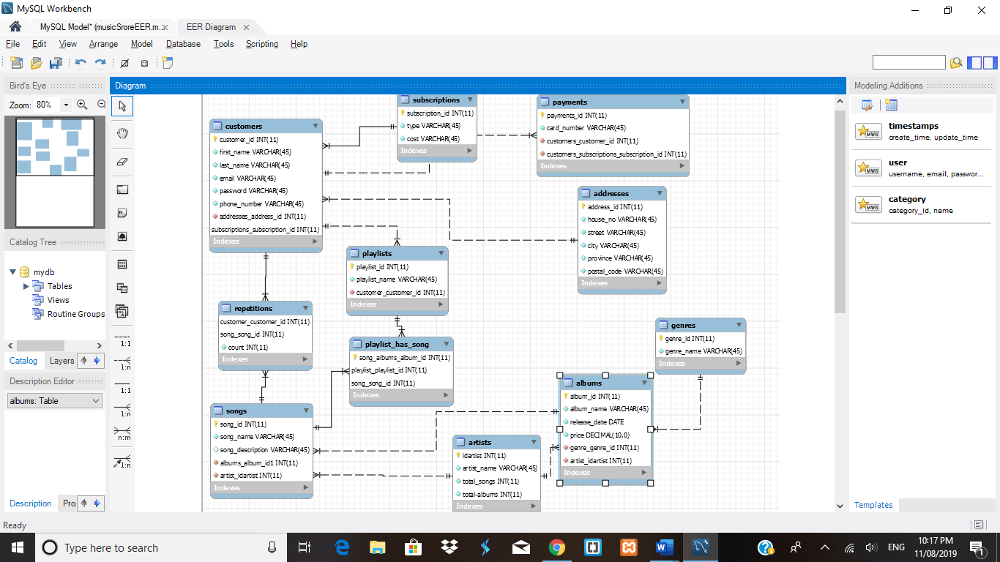 MySQL Workbench
MySQL Model* (musicSroreEER.m...
EER Diagram
File Edit View Arrange Model Database Tools Scripting Help
Bird's Eye
Zoom: 80%
Catalog Tree
mydb
Tables
Views
Routine Groups
Catalog Layers
Description Editor
albums: Table
Description Pro
Diagram
1:1
1:n
1:1
1:n
n:m
1:n
customers
customer_id INT(11)
first_name VARCHAR(45)
last_name VARCHAR(45)
email VARCHAR(45)
password VARCHAR(45)
phone_number VARCHAR(45)
addresses_address_id INT(11)
subscriptions_subscription_id INT(11)
Indexes
subscriptions
subscription_id INT(11)
type VARCHAR(45)
cost VARCHAR(45)
Indexes
payments
payments_id INT(11)
card_number VARCHAR(45)
customers_customer_id INT(11)
customers_subscriptions_subscription_id INT(11)
Indexes
addresses
address_id INT(11)
house_no VARCHAR(45)
street VARCHAR(45)
city VARCHAR(45)
province VARCHAR(45)
postal_code VARCHAR(45)
Indexes
playlists
playlist_id INT(11)
playlist_name VARCHAR(45)
customer_customer_id INT(11)
Indexes
repetitions
customer_customer_id INT(11)
song_song_id INT(11)
count INT(11)
Indexes
playlist_has_song
song_albums_album_id INT(11)
playlist_playlist_id INT(11)
song_song_id INT(11)
Indexes
genres
genre_id INT(11)
genre_name VARCHAR(45)
Indexes
albums
album_id INT(11)
album_name VARCHAR(45)
release_date DATE
price DECIMAL(10,0)
genre_genre_id INT(11)
artist_idartist INT(11)
Indexes
songs
song_id INT(11)
song_name VARCHAR(45)
song_description VARCHAR(45)
albums_album_id1 INT(11)
artist_idartist INT(11)
Indexes
artists
idartist INT(11)
artist_name VARCHAR(45)
total_songs INT(11)
total-albums INT(11)
Indexes
Modeling Additions
MWB
timestamps
create_time, update_time
MWB
user
username, email, passwor...
MWB
category
category_id, name
Templates
Ready
Type here to search
ENG
10:17 PM
11/08/2019
1